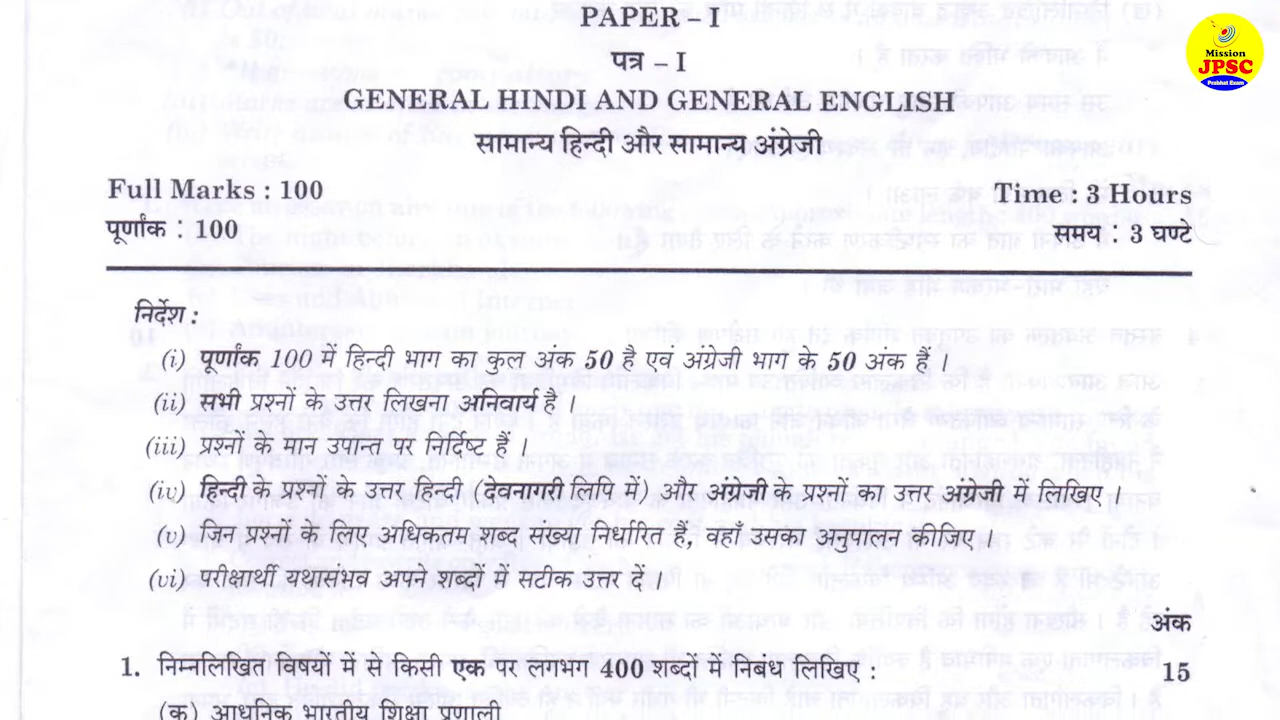 PAPER – I
पत्र – I
GENERAL HINDI AND GENERAL ENGLISH
सामान्य हिन्दी और सामान्य अंग्रेजी
Full Marks : 100
Time : 3 Hours
पूर्णांक : 100
समय : 3 घण्टे
निर्देश :
(i) पूर्णांक 100 में हिन्दी भाग का कुल अंक 50 है एवं अंग्रेजी भाग के 50 अंक हैं ।
(ii) सभी प्रश्नों के उत्तर लिखना अनिवार्य है ।
(iii) प्रश्नों के मान उपान्त पर निर्दिष्ट हैं ।
(iv) हिन्दी के प्रश्नों के उत्तर हिन्दी (देवनागरी लिपि में) और अंग्रेजी के प्रश्नों का उत्तर अंग्रेजी में लिखिए
(v) जिन प्रश्नों के लिए अधिकतम शब्द संख्या निर्धारित हैं, वहाँ उसका अनुपालन कीजिए ।
(vi) परीक्षार्थी यथासंभव अपने शब्दों में सटीक उत्तर दें
अंक
1. निम्नलिखित विषयों में से किसी एक पर लगभग 400 शब्दों में निबंध लिखिए : 15
(क) आधुनिक भारतीय शिक्षा प्रणाली
Mission
JPSC
Prabhat Exam